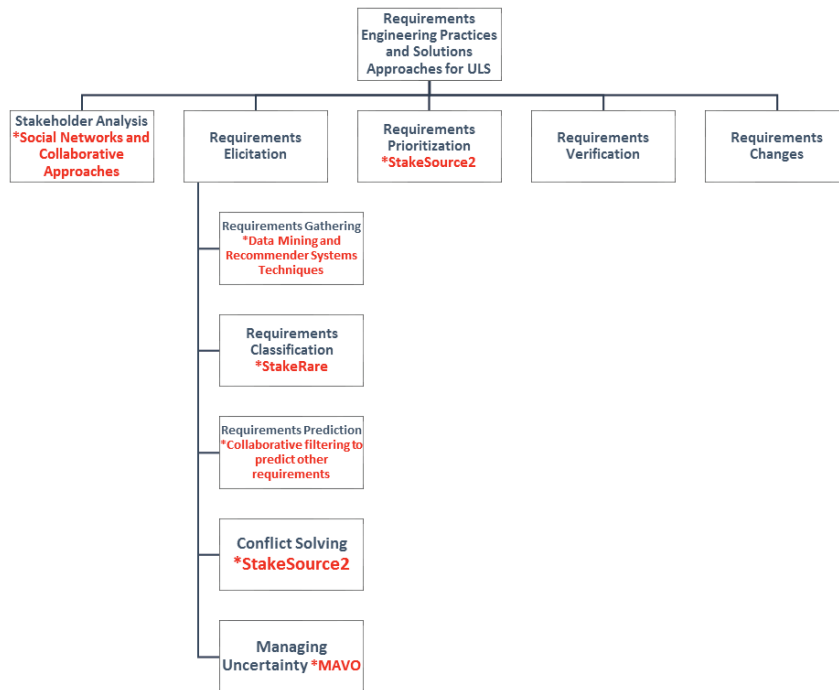 Requirements
Engineering Practices
and Solutions
Approaches for ULS
Stakeholder Analysis
*Social Networks and
Collaborative
Approaches
Requirements
Elicitation
Requirements
Prioritization
*StakeSource2
Requirements
Verification
Requirements
Changes
Requirements Gathering
*Data Mining and
Recommender Systems
Techniques
Requirements
Classification
*StakeRare
Requirements Prediction
*Collaborative filtering to
predict other
requirements
Conflict Solving
*StakeSource2
Managing
Uncertainty *MAVO